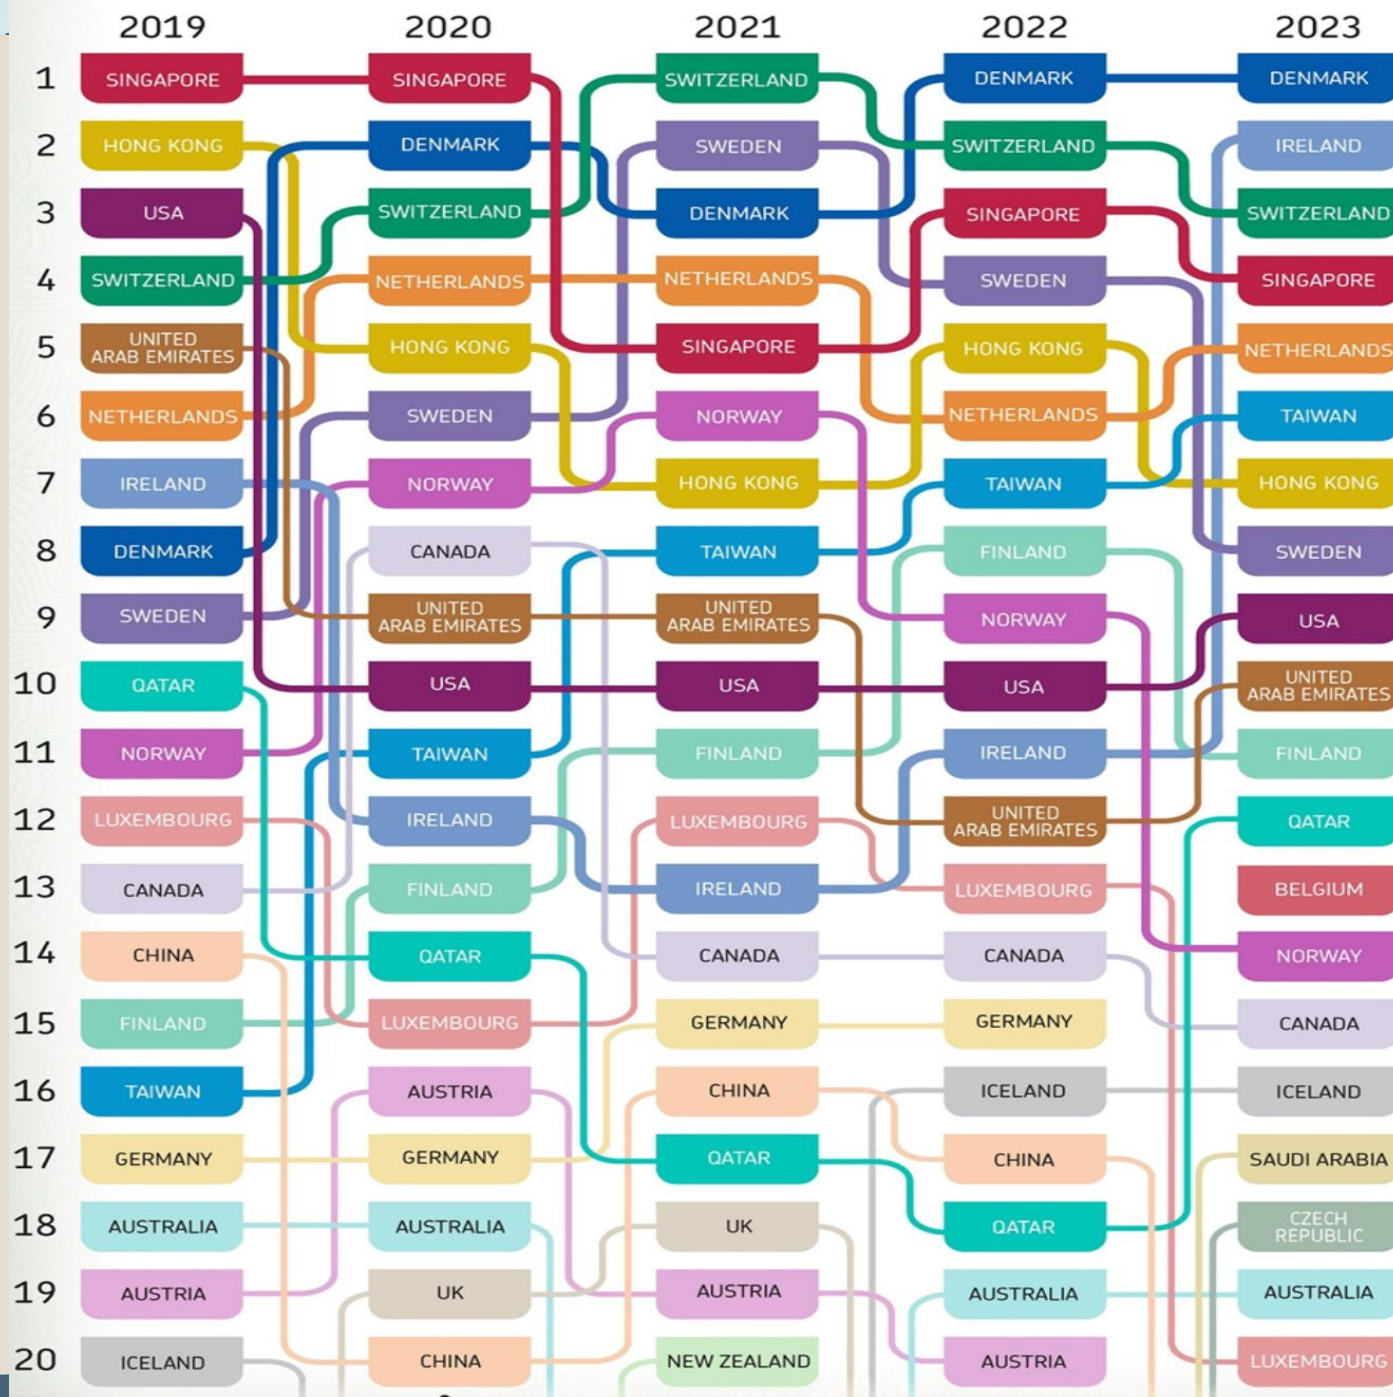 2019 2020 2021 2022 2023
1 SINGAPORE SINGAPORE SWITZERLAND DENMARK DENMARK
2 HONG KONG DENMARK SWEDEN SWITZERLAND IRELAND
3 USA SWITZERLAND DENMARK SINGAPORE SWITZERLAND
4 SWITZERLAND NETHERLANDS NETHERLANDS SWEDEN SINGAPORE
5 UNITED ARAB EMIRATES HONG KONG SINGAPORE HONG KONG NETHERLANDS
6 NETHERLANDS SWEDEN NORWAY NETHERLANDS TAIWAN
7 IRELAND NORWAY HONG KONG TAIWAN HONG KONG
8 DENMARK CANADA TAIWAN FINLAND SWEDEN
9 SWEDEN UNITED ARAB EMIRATES UNITED ARAB EMIRATES NORWAY USA
10 QATAR USA USA USA UNITED ARAB EMIRATES
11 NORWAY TAIWAN FINLAND IRELAND FINLAND
12 LUXEMBOURG IRELAND LUXEMBOURG UNITED ARAB EMIRATES QATAR
13 CANADA FINLAND IRELAND LUXEMBOURG BELGIUM
14 CHINA QATAR CANADA CANADA NORWAY
15 FINLAND LUXEMBOURG GERMANY GERMANY CANADA
16 TAIWAN AUSTRIA CHINA ICELAND ICELAND
17 GERMANY GERMANY QATAR CHINA SAUDI ARABIA
18 AUSTRALIA AUSTRALIA UK QATAR CZECH REPUBLIC
19 AUSTRIA UK AUSTRIA AUSTRALIA AUSTRALIA
20 ICELAND CHINA NEW ZEALAND AUSTRIA LUXEMBOURG